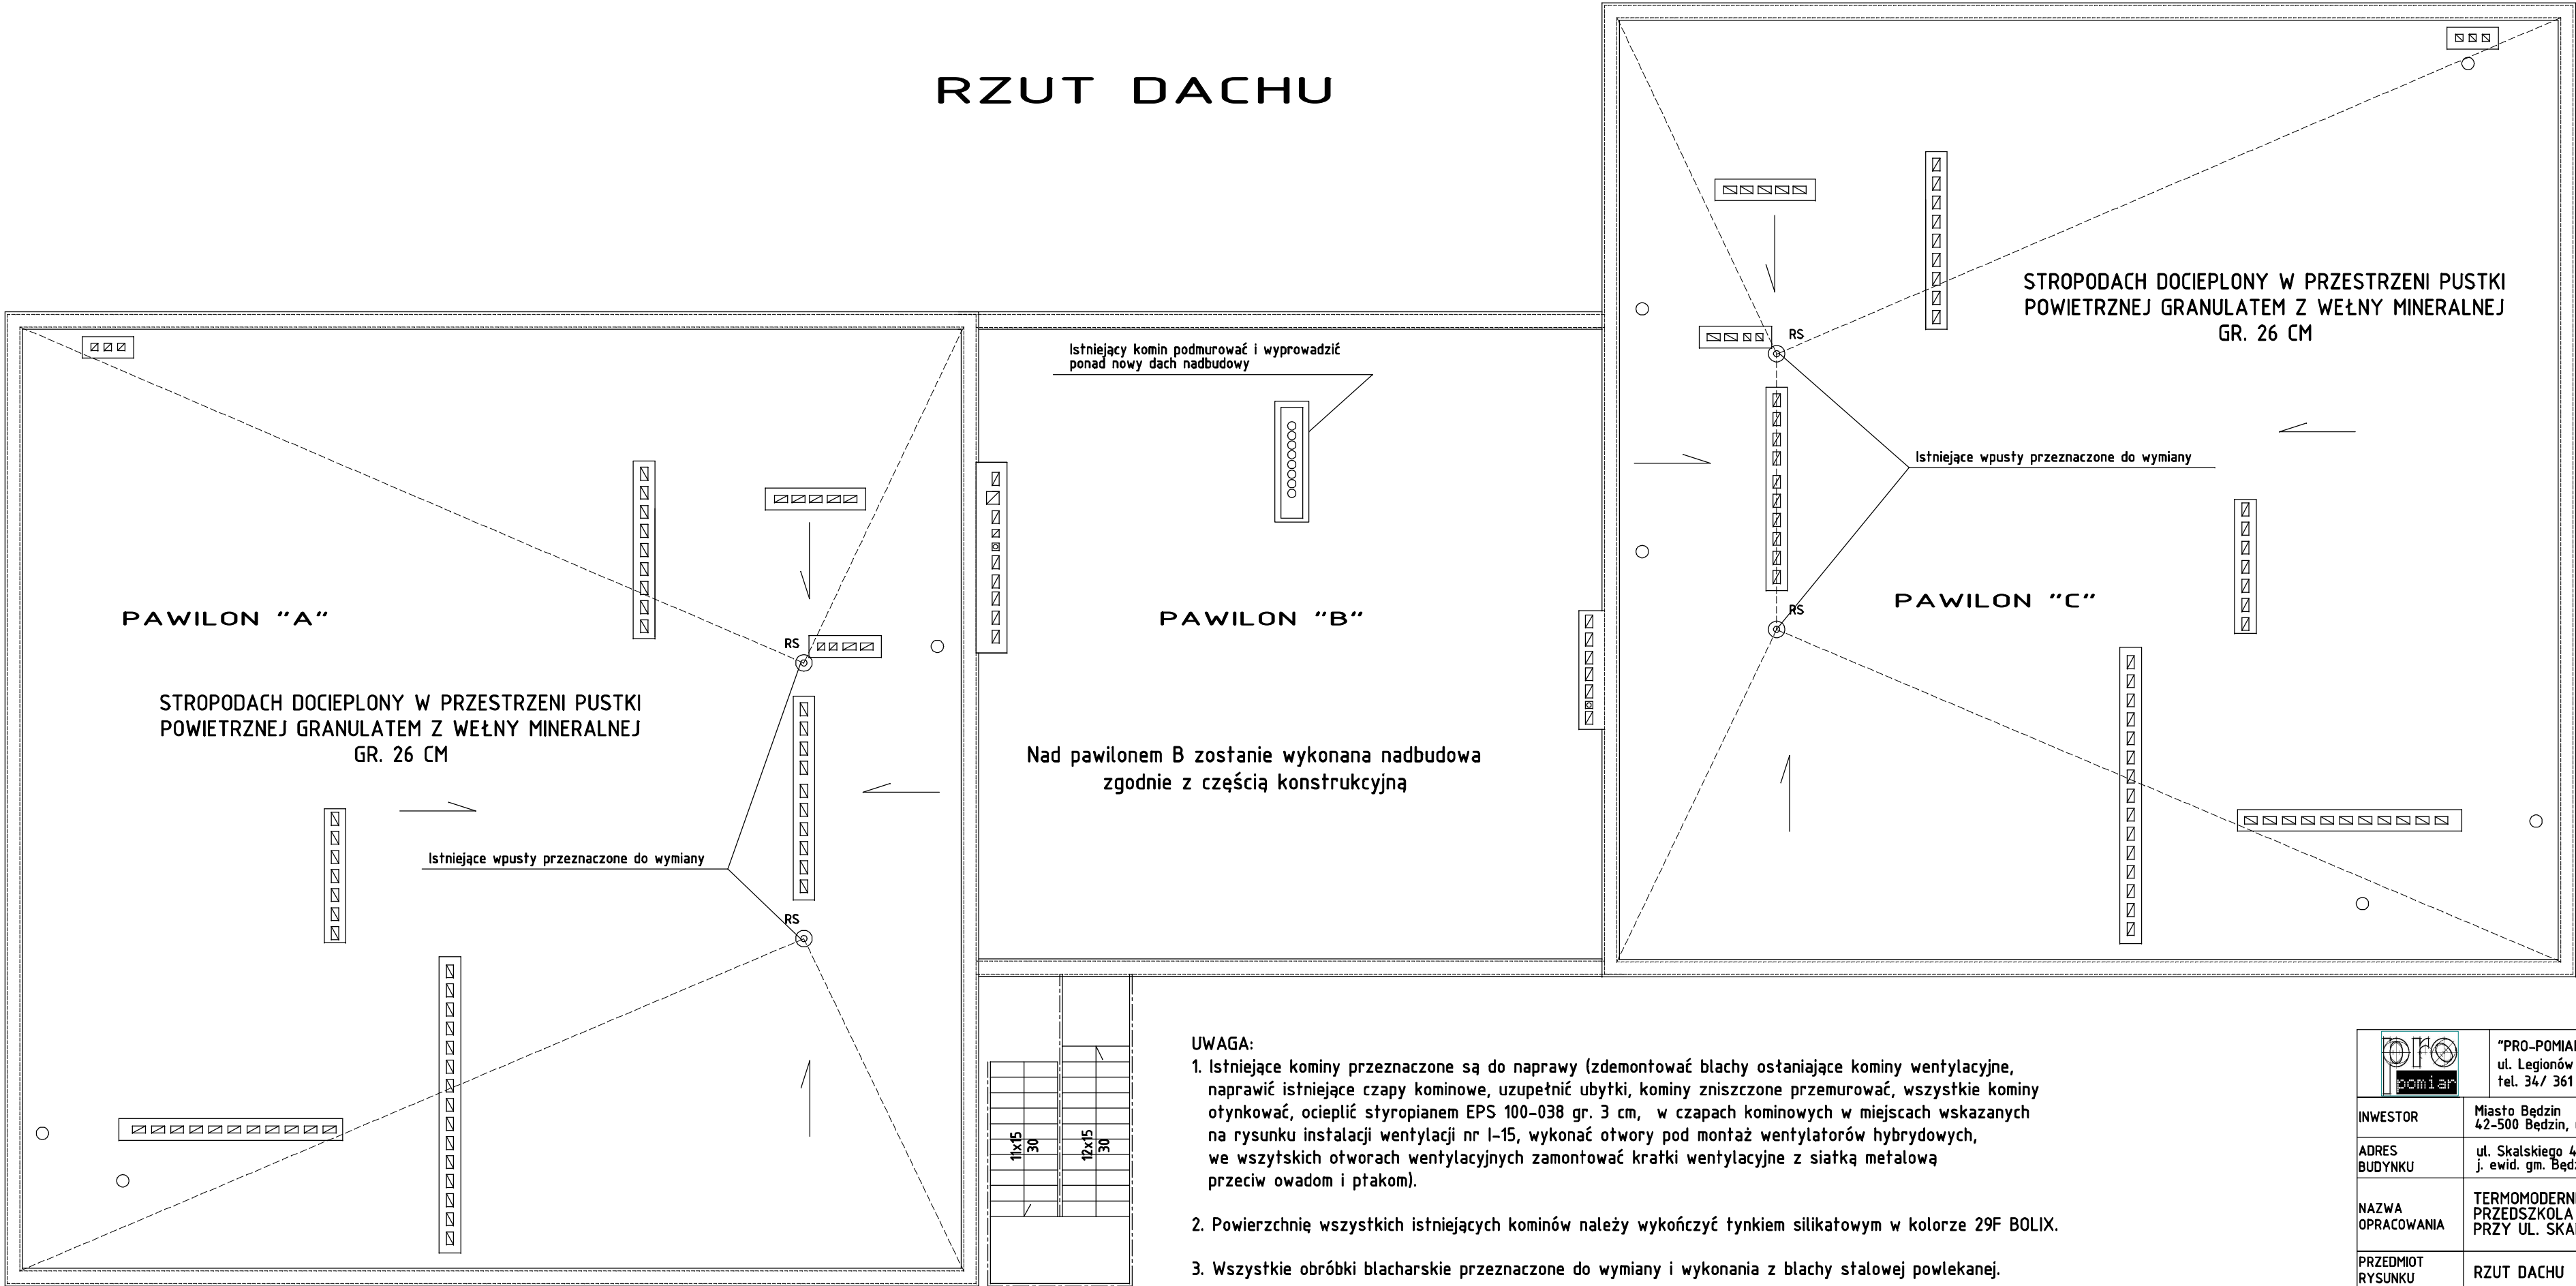 RZUT DACHU
STROPODACH DOCIEPLONY W PRZESTRZENI PUSTKI
POWIETRZNEJ GRANULATEM Z WEŁNY MINERALNEJ
GR. 26 CM
RS
Istniejący komin podmurować i wyprowadzić
ponad nowy dach nadbudowy
Istniejące wpusty przeznaczone do wymiany
RS
PAWILON "A"
PAWILON "B"
PAWILON "C"
RS
STROPODACH DOCIEPLONY W PRZESTRZENI PUSTKI
POWIETRZNEJ GRANULATEM Z WEŁNY MINERALNEJ
GR. 26 CM
Nad pawilonem B zostanie wykonana nadbudowa
zgodnie z częścią konstrukcyjną
Istniejące wpusty przeznaczone do wymiany
RS
11x15
30
12x15
30
UWAGA:
1. Istniejące kominy przeznaczone są do naprawy (zdemontować blachy ostaniające kominy wentylacyjne,
naprawić istniejące czapy kominowe, uzupełnić ubytki, kominy zniszczone przemurować, wszystkie kominy
otynkować, ocieplić styropianem EPS 100-038 gr. 3 cm, w czapach kominowych w miejscach wskazanych
na rysunku instalacji wentylacji nr I-15, wykonać otwory pod montaż wentylatorów hybrydowych,
we wszytskich otworach wentylacyjnych zamontować kratki wentylacyjne z siatką metalową
przeciw owadom i ptakom).
2. Powierzchnię wszystkich istniejących kominów należy wykończyć tynkiem silikatowym w kolorze 29F BOLIX.
3. Wszystkie obróbki blacharskie przeznaczone do wymiany i wykonania z blachy stalowej powlekanej.
pro
pomiar
"PRO-POMIA
ul. Legionów
tel. 34/ 361
INWESTOR
Miasto Będzin
42-500 Będzin,
ADRES
BUDYNKU
ul. Skalskiego 4
j. ewid. gm. Będz
NAZWA
OPRACOWANIA
TERMOMODERN
PRZEDSZKOLA
PRZY UL. SKA
PRZEDMIOT
RYSUNKU
RZUT DACHU